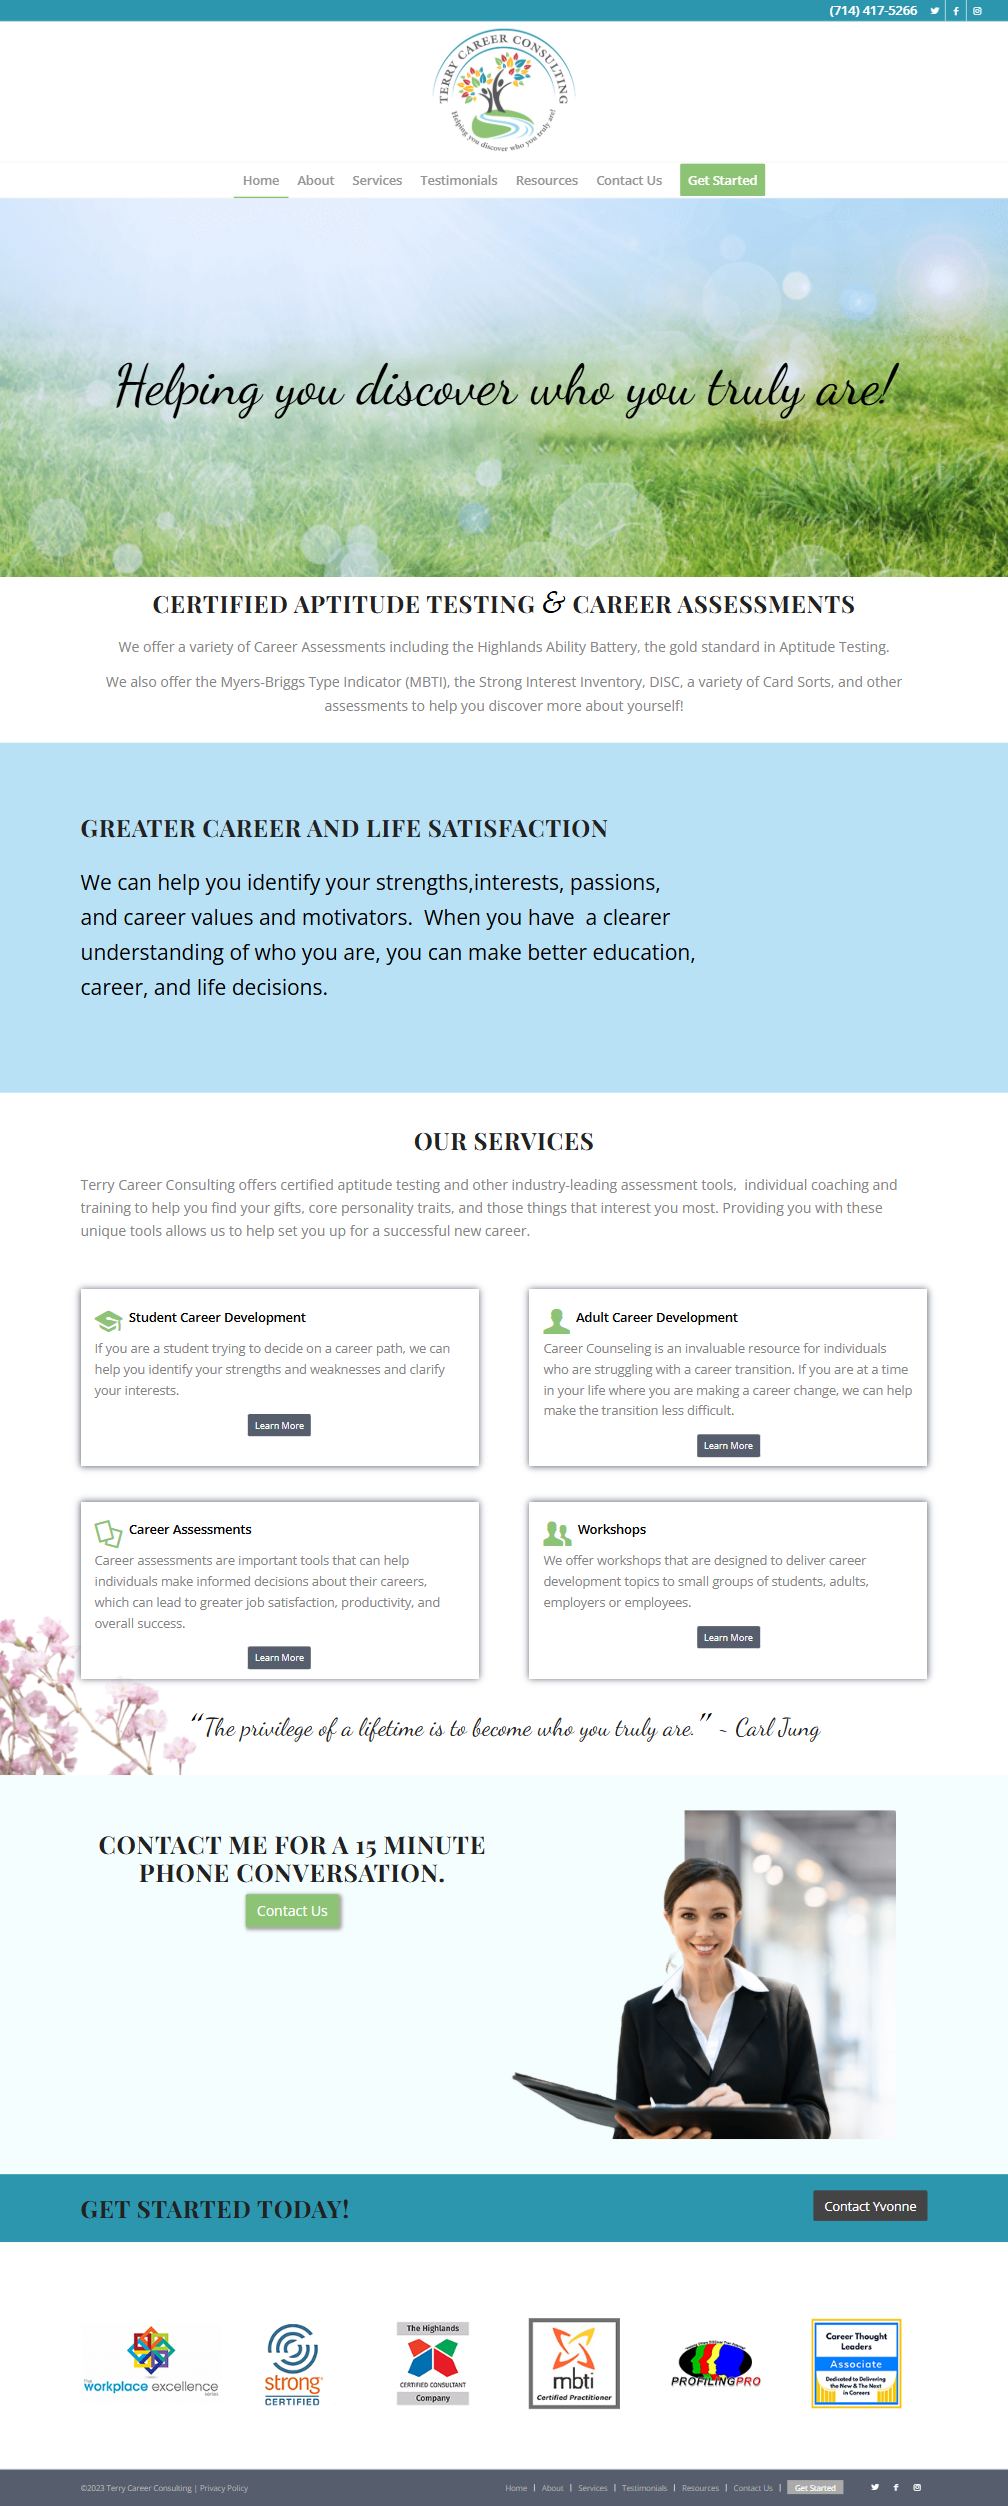 (714) 417-5266
TERRY CAREER CONSULTING
Helping you discover who you truly are!
Home About Services Testimonials Resources Contact Us Get Started
Helping you discover who you truly are!
CERTIFIED APTITUDE TESTING & CAREER ASSESSMENTS
We offer a variety of Career Assessments including the Highlands Ability Battery, the gold standard in Aptitude Testing.
We also offer the Myers-Briggs Type Indicator (MBTI), the Strong Interest Inventory, DISC, a variety of Card Sorts, and other
assessments to help you discover more about yourself!
GREATER CAREER AND LIFE SATISFACTION
We can help you identify your strengths,interests, passions,
and career values and motivators.  When you have  a clearer
understanding of who you are, you can make better education,
career, and life decisions.
OUR SERVICES
Terry Career Consulting offers certified aptitude testing and other industry-leading assessment tools,  individual coaching and
training to help you find your gifts, core personality traits, and those things that interest you most. Providing you with these
unique tools allows us to help set you up for a successful new career.
Student Career Development
If you are a student trying to decide on a career path, we can
help you identify your strengths and weaknesses and clarify
your interests.
Learn More
Adult Career Development
Career Counseling is an invaluable resource for individuals
who are struggling with a career transition. If you are at a time
in your life where you are making a career change, we can help
make the transition less difficult.
Learn More
Career Assessments
Career assessments are important tools that can help
individuals make informed decisions about their careers,
which can lead to greater job satisfaction, productivity, and
overall success.
Learn More
Workshops
We offer workshops that are designed to deliver career
development topics to small groups of students, adults,
employers or employees.
Learn More
“The privilege of a lifetime is to become who you truly are.” ~ Carl Jung
CONTACT ME FOR A 15 MINUTE
PHONE CONVERSATION.
Contact Us
GET STARTED TODAY!
Contact Yvonne
the
workplace excellence
series
strong
CERTIFIED
The Highlands
CERTIFIED CONSULTANT
Company
mbti
Certified Practitioner
PROFILINGPRO
Career Thought
Leaders
Associate
Dedicated to Delivering
the New & The Next
in Careers
©2023 Terry Career Consulting | Privacy Policy
Home | About | Services | Testimonials | Resources | Contact Us | Get Started